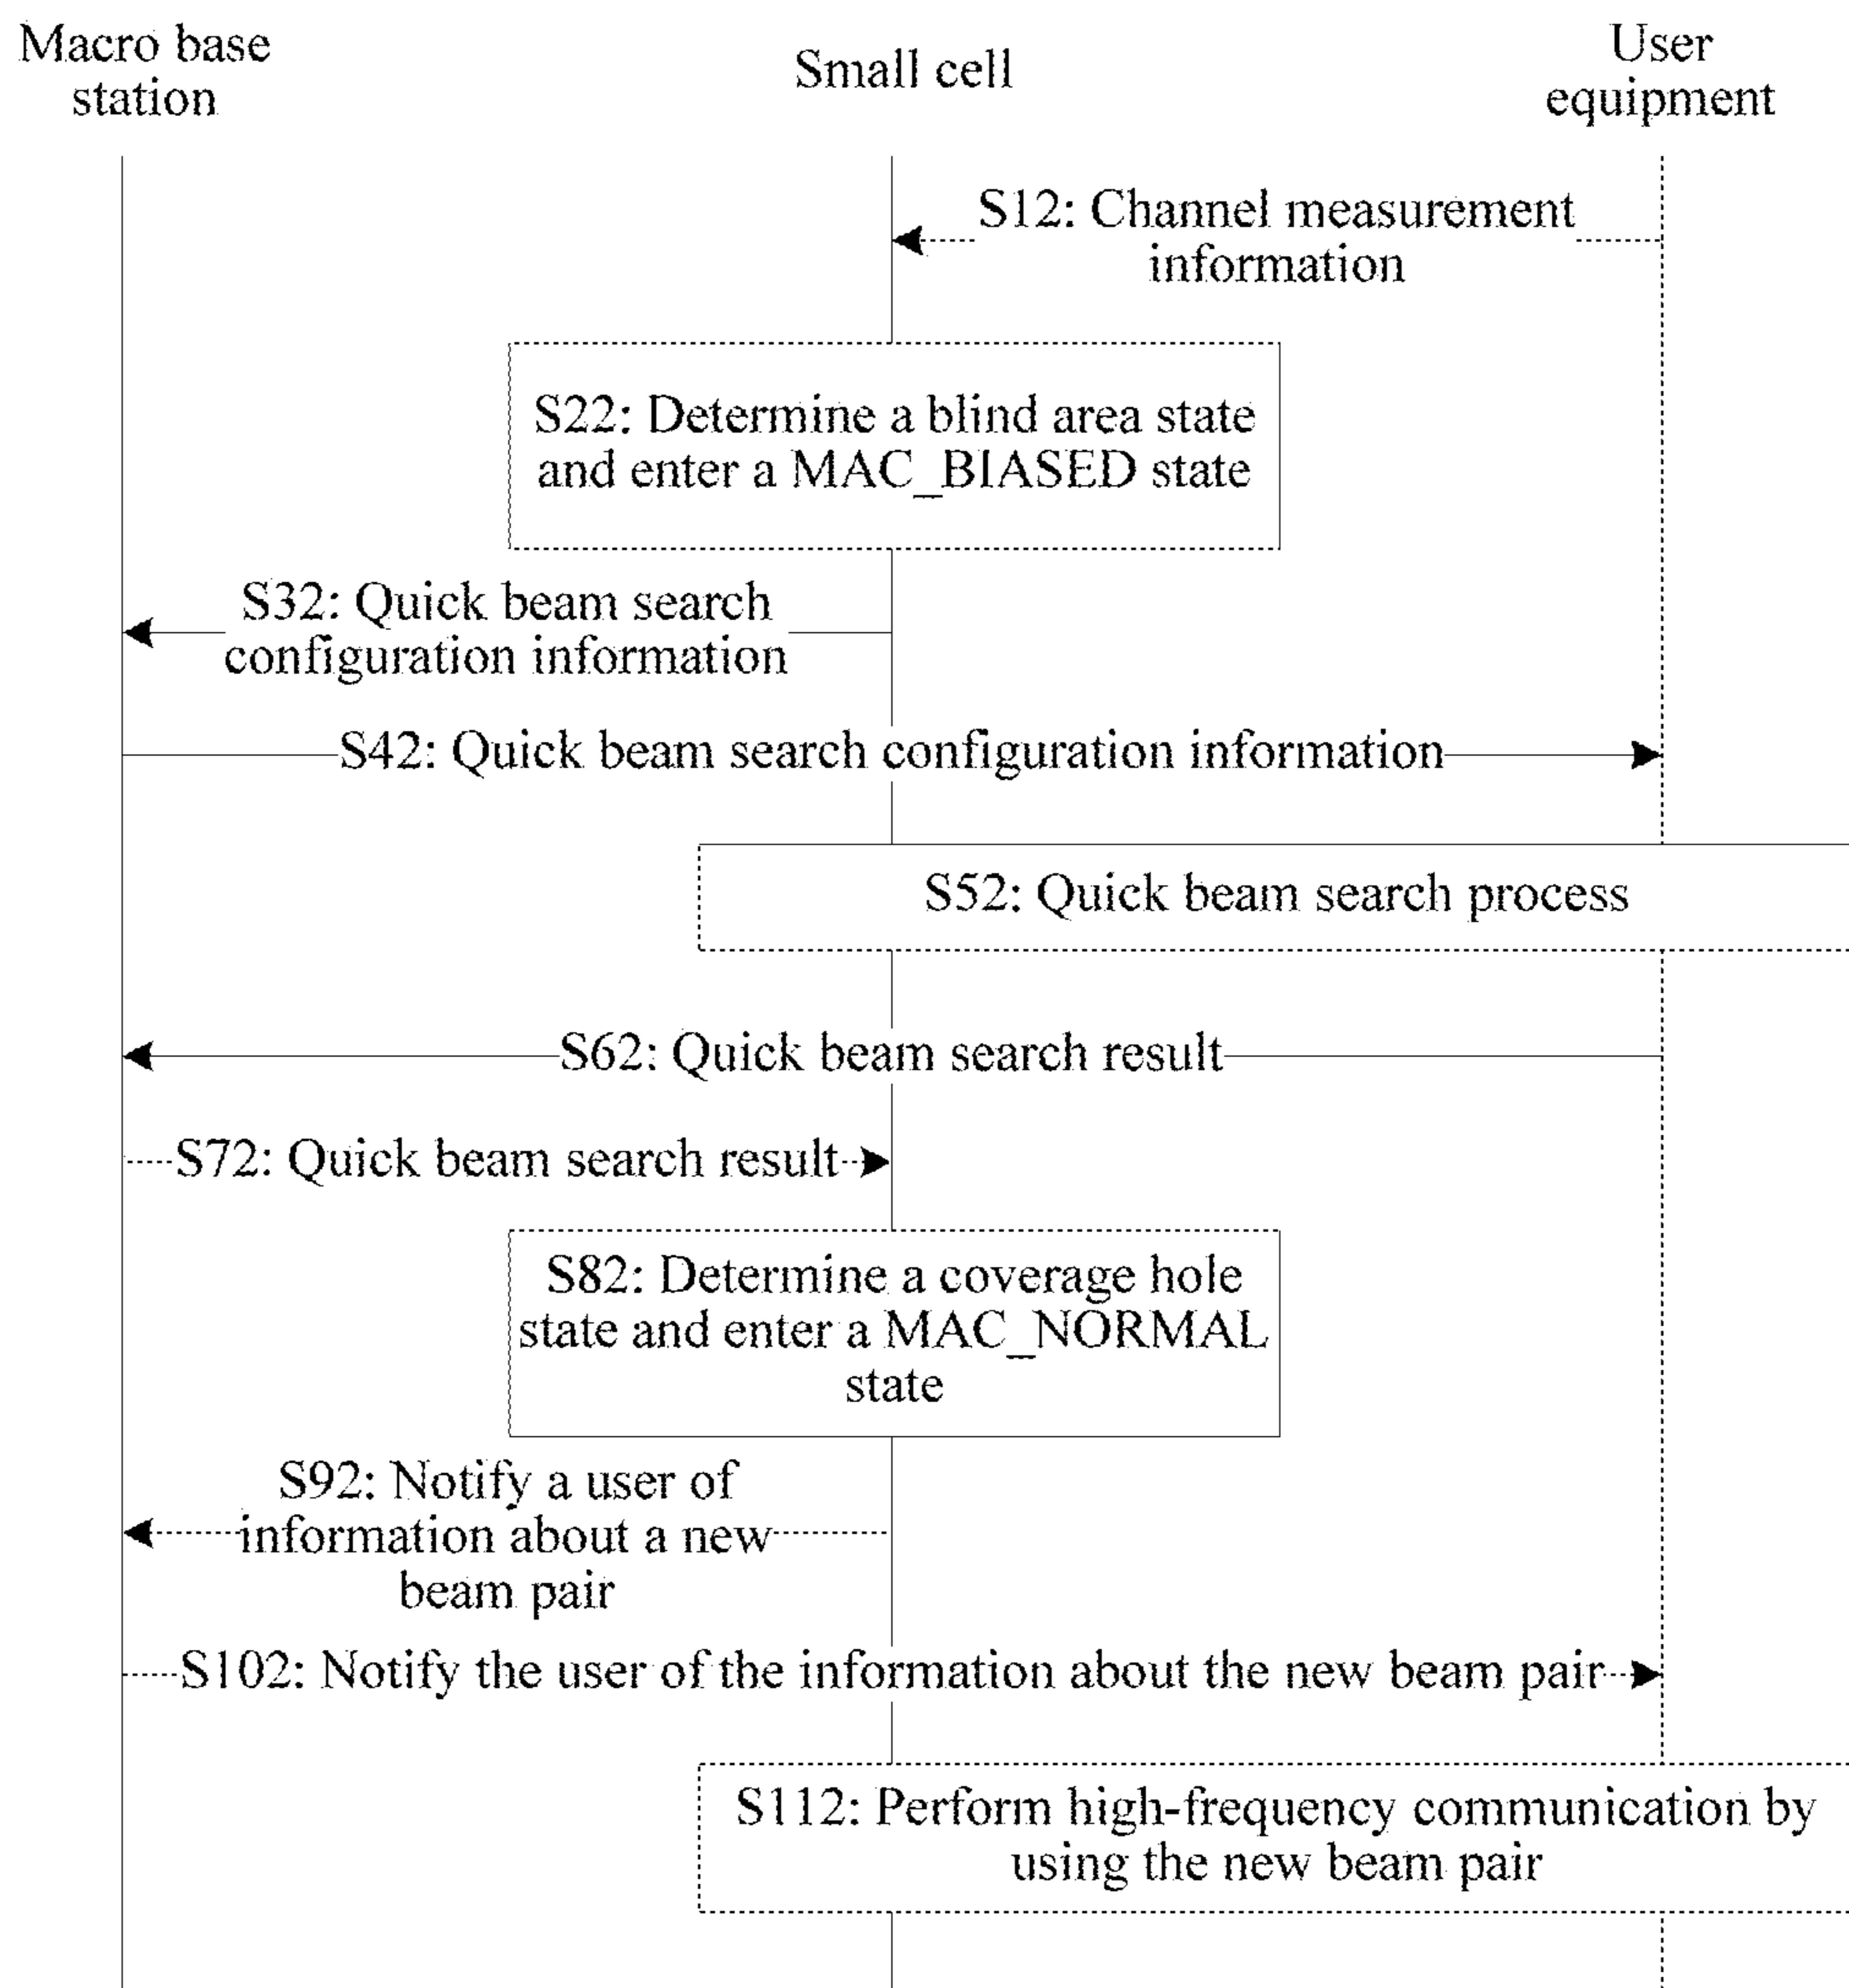 Macro base
station
Small cell
User
equipment
S12: Channel measurement
information
S22: Determine a blind area state
and enter a MAC_BIASED state
S32: Quick beam search
configuration information
S42: Quick beam search configuration information
S52: Quick beam search process
S62: Quick beam search result
S72: Quick beam search result
S82: Determine a coverage hole
state and enter a MAC_NORMAL
state
S92: Notify a user of
information about a new
beam pair
S102: Notify the user of the information about the new beam pair
S112: Perform high-frequency communication by
using the new beam pair